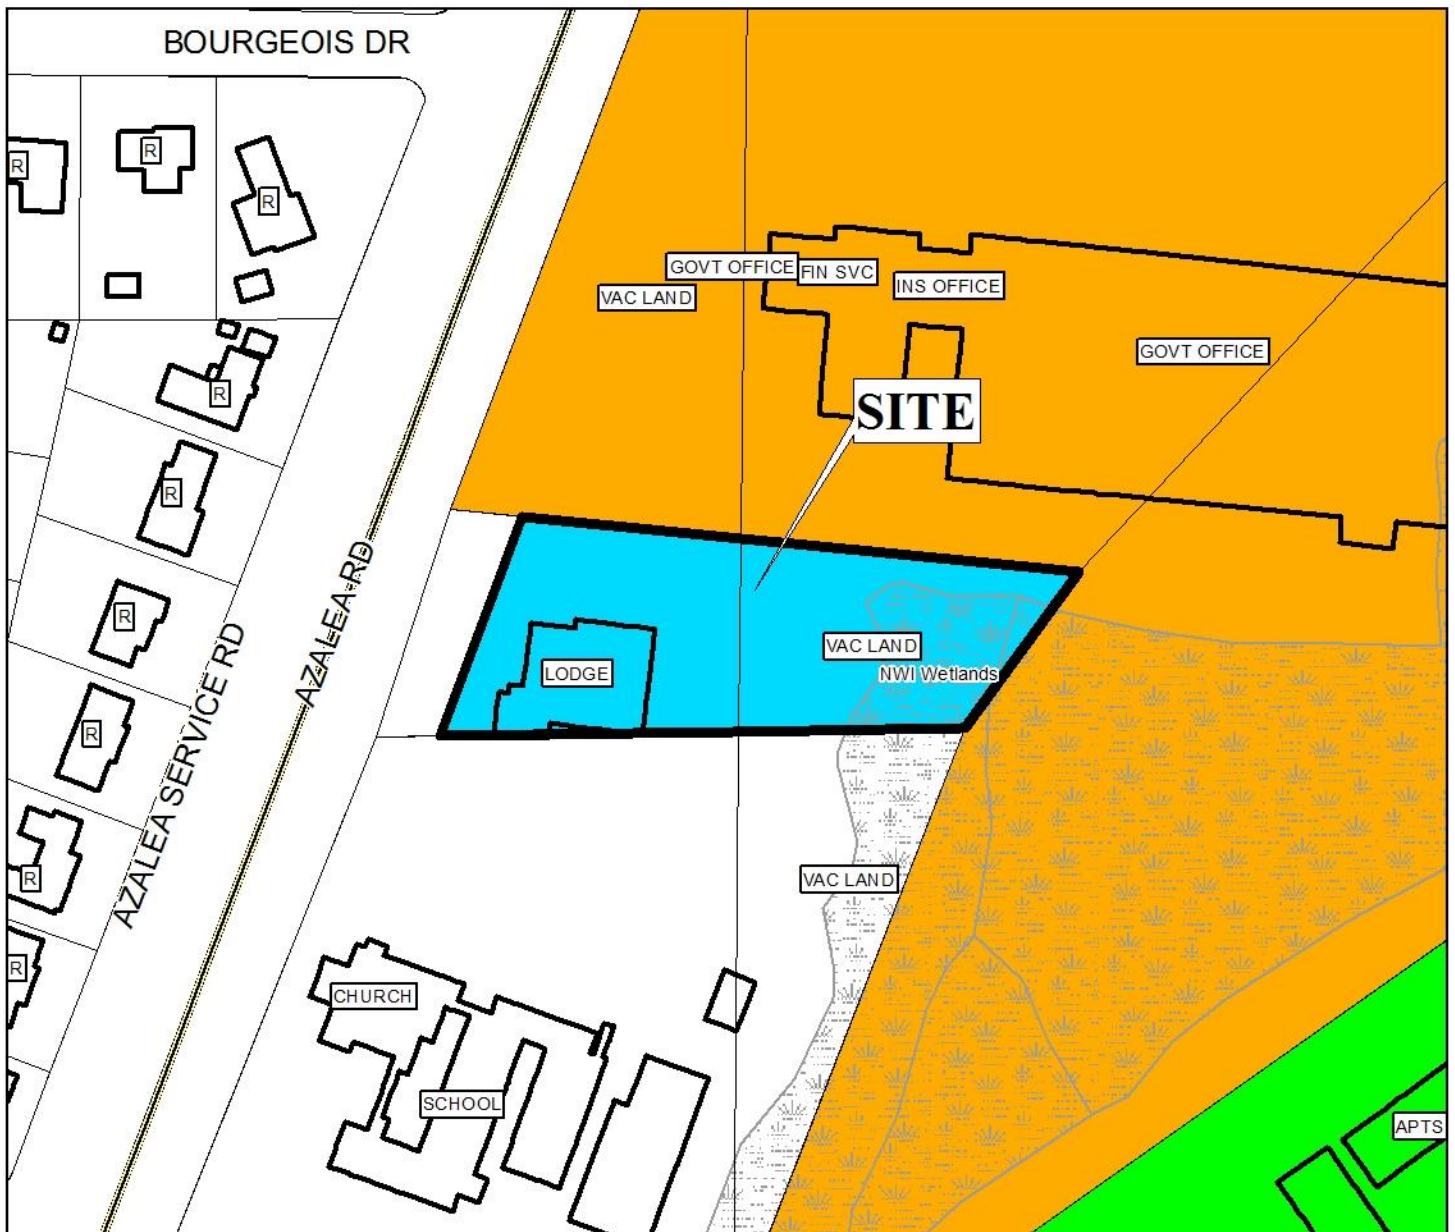 BOURGEOIS DR
R
R
R
GOVT OFFICE
FIN SVC
INS OFFICE
VAC LAND
GOVT OFFICE
R
SITE
R
AZALEA RD
R
VAC LAND
LODGE
NWI Wetlands
AZALEA SERVICE RD
R
R
VAC LAND
R
CHURCH
SCHOOL
APTS